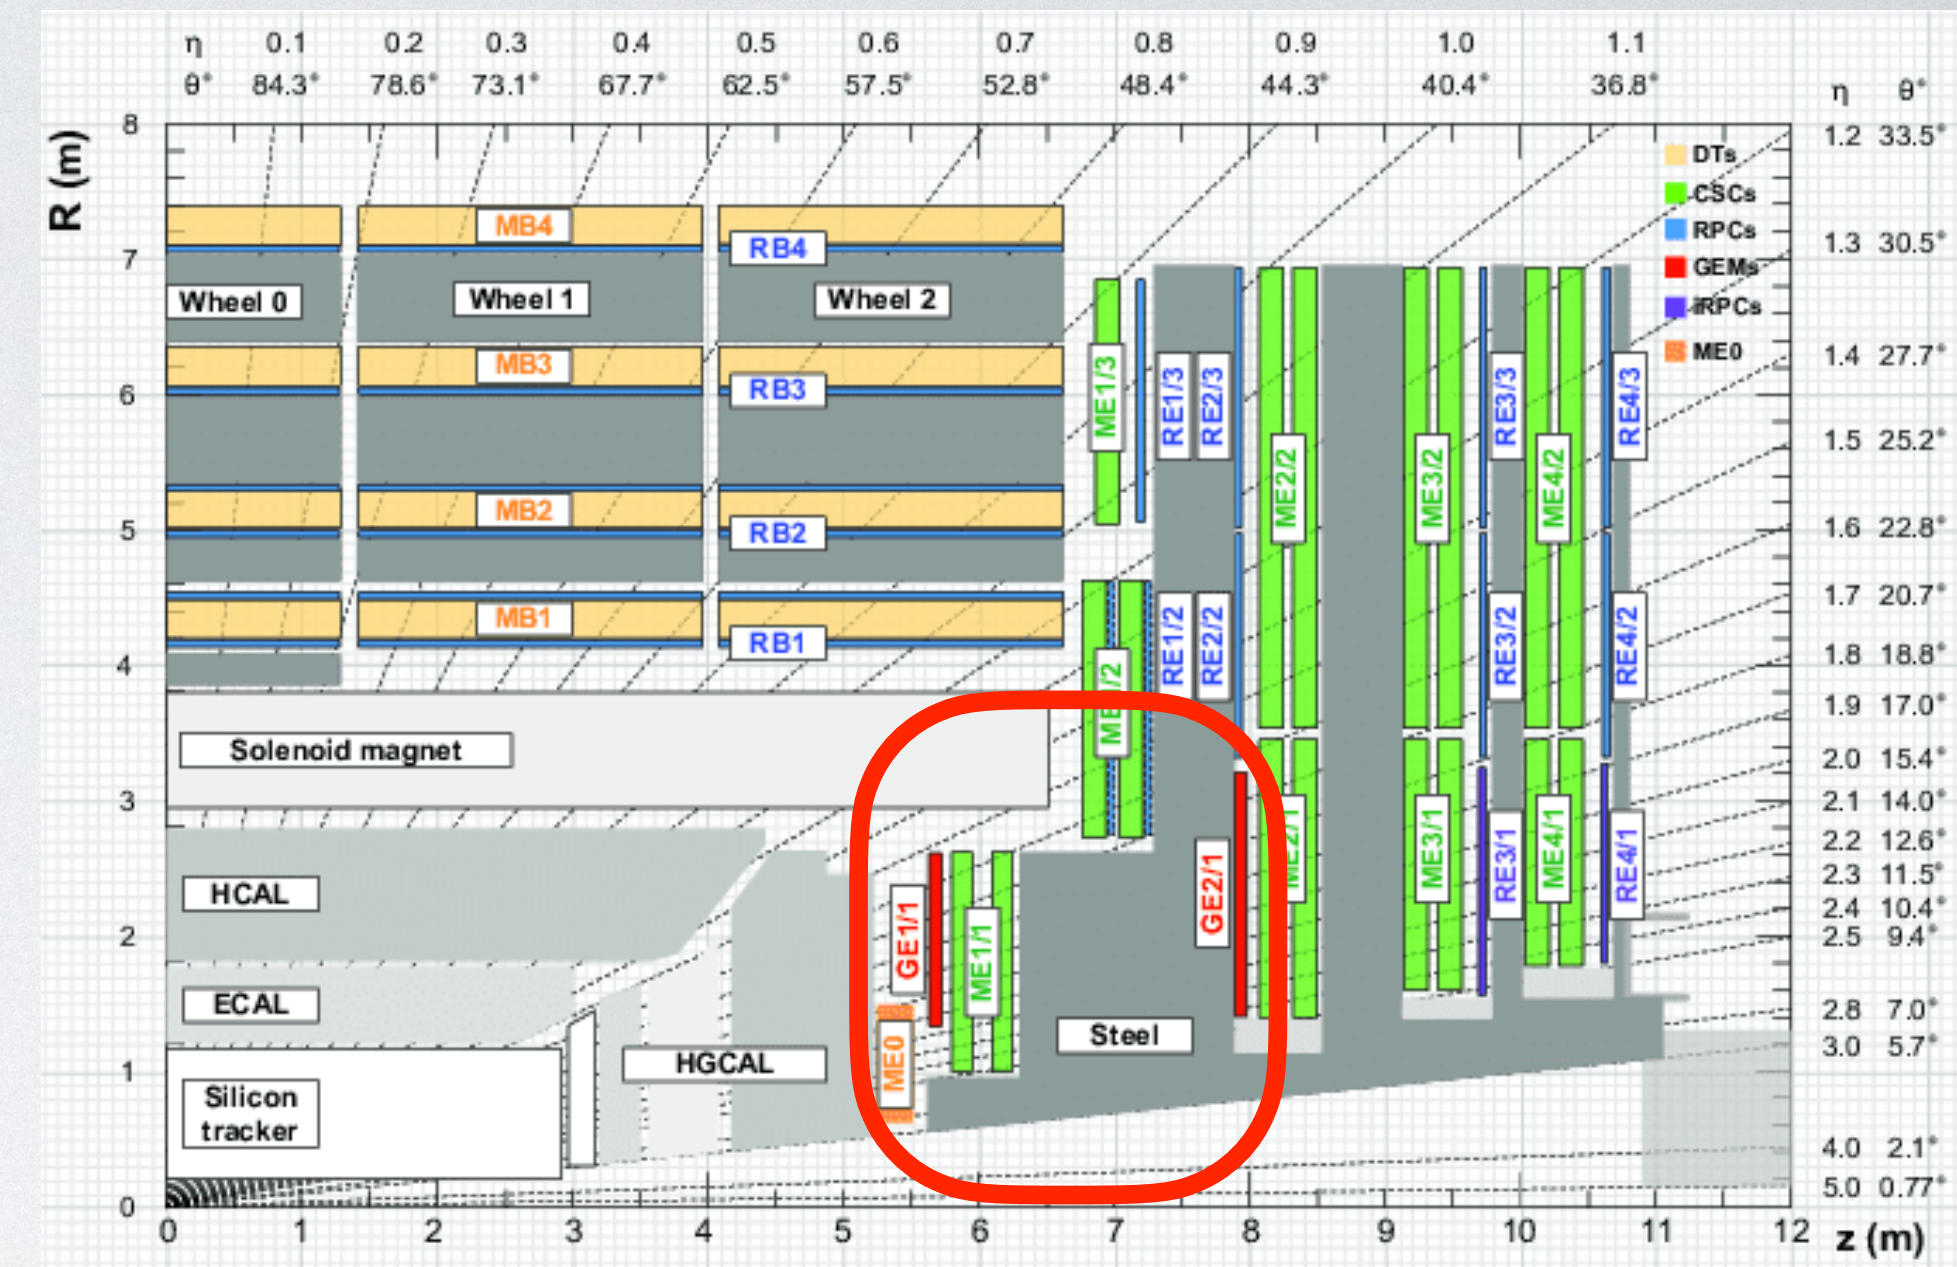 η 0.1 0.2 0.3 0.4 0.5 0.6 0.7 0.8 0.9 1.0 1.1
θ° 84.3° 78.6° 73.1° 67.7° 62.5° 57.5° 52.8° 48.4° 44.3° 40.4° 36.8°
η θ°
R (m)
8
7
6
5
4
3
2
1
0
1.2 33.5°
1.3 30.5°
1.4 27.7°
1.5 25.2°
1.6 22.8°
1.7 20.7°
1.8 18.8°
1.9 17.0°
2.0 15.4°
2.1 14.0°
2.2 12.6°
2.3 11.5°
2.4 10.4°
2.5 9.4°
2.8 7.0°
3.0 5.7°
4.0 2.1°
5.0 0.77°
DTs
CSCs
RPCs
GEMs
iRPCs
ME0
MB4
RB4
Wheel 0
Wheel 1
Wheel 2
MB3
RB3
MB2
RB2
MB1
RB1
Solenoid magnet
HCAL
ECAL
Silicon
tracker
HGCAL
Steel
ME1/3
RE1/3
RE2/3
ME2/2
ME3/2
RE3/3
ME4/2
RE4/3
RE1/2
RE2/2
RE3/2
RE4/2
GE1/1
ME1/1
ME0
GE2/1
ME2/1
ME3/1
RE3/1
ME4/1
RE4/1
0 1 2 3 4 5 6 7 8 9 10 11 12
z (m)